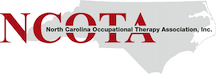 NCOTA
North Carolina Occupational Therapy Association, Inc.